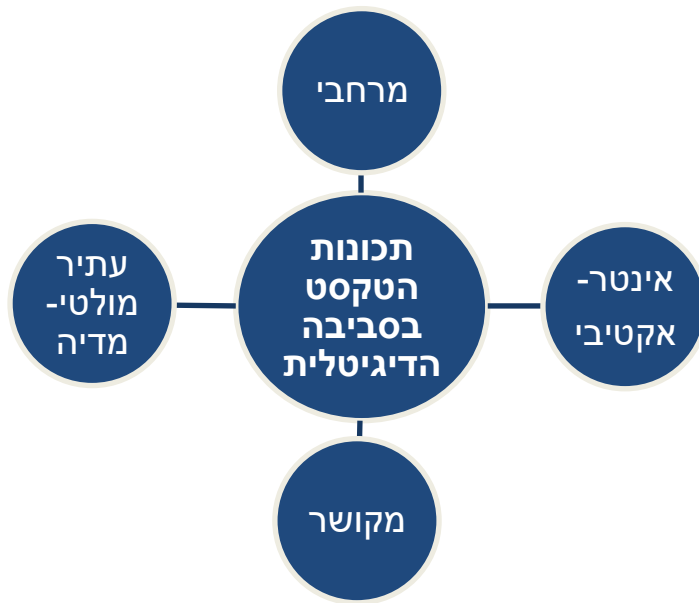 מרחבי
תכונות
הטקסט
בסביבה
הדיגיטלית
אינטר-
אקטיבי
מקושר
עתיר
מולטי-
מדיה